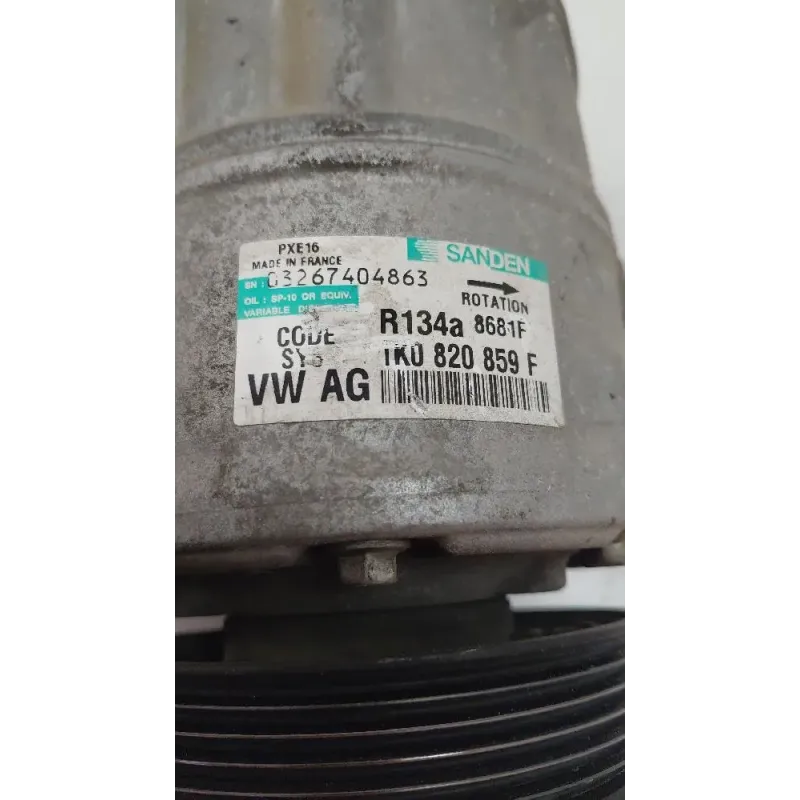 PXE16
MADE IN FRANCE
SANDEN
SN: 03267404863
ROTATION
OIL: SP-10 OR EQUIV.
VARIABLE
CODE
R134a 8681F
1K0 820 859 F
VW AG